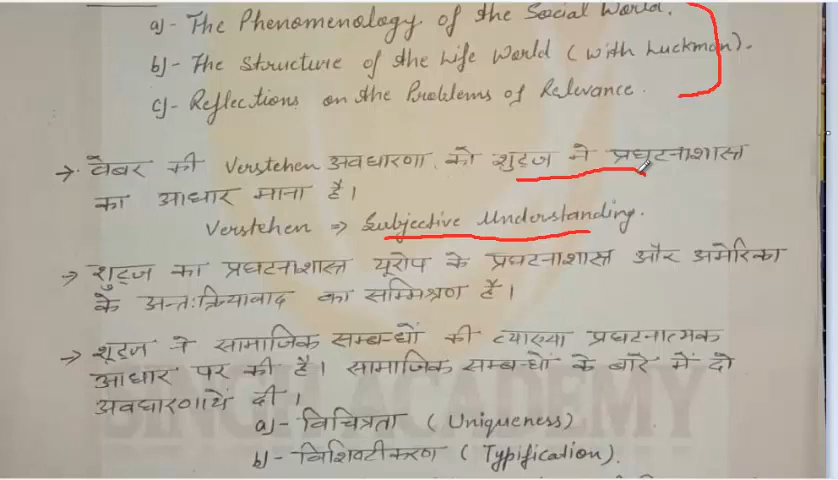 a)- The Phenomenology of the Social World.
b)- The Structure of the Life World (with Luckman).
c)- Reflections on the Problems of Relevance.
→ वेबर की Verstehen अवधारणा को शुट्ज ने प्रघटनाशास्त्र
का आधार माना है।
Verstehen ⇒ Subjective Understanding.
→ शुट्ज का प्रघटनाशास्त्र यूरोप के प्रघटनाशास्त्र और अमेरिका
के अन्तःक्रियावाद का सम्मिश्रण है।
→ शूट्ज ने सामाजिक सम्बन्धों की व्याख्या प्रघटनात्मक
आधार पर की है। सामाजिक सम्बन्धों के बारे में दो
अवधारणायें दी।
a)- विचित्रता (Uniqueness)
b)- विशिष्टीकरण (Typification).
SINGH ACADEMY